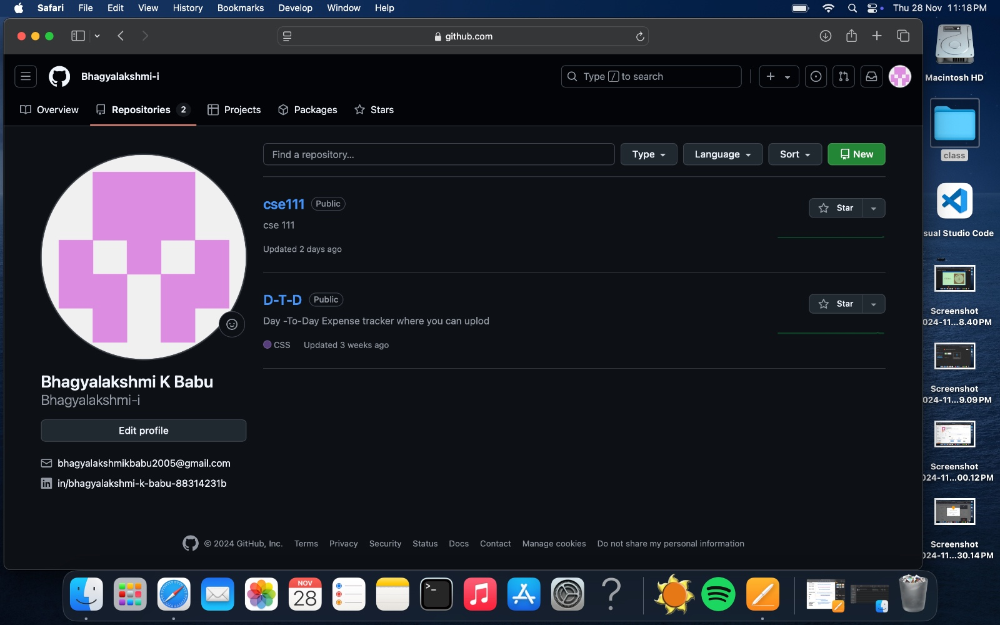 Safari File Edit View History Bookmarks Develop Window Help Thu 28 Nov 11:18 PM
github.com
Bhagyalakshmi-i
Type / to search
Overview Repositories 2 Projects Packages Stars
Find a repository...
Type Language Sort New
cse111 Public
Star
cse 111
Updated 2 days ago
D-T-D Public
Star
Day -To-Day Expense tracker where you can uplod
CSS Updated 3 weeks ago
Bhagyalakshmi K Babu
Bhagyalakshmi-i
Edit profile
bhagyalakshmikbabu2005@gmail.com
in/bhagyalakshmi-k-babu-88314231b
© 2024 GitHub, Inc. Terms Privacy Security Status Docs Contact Manage cookies Do not share my personal information
Macintosh HD
class
sual Studio Code
Screenshot
024-11...8.40 PM
Screenshot
024-11...9.09 PM
Screenshot
024-11...00.12 PM
Screenshot
024-11...30.14 PM
NOV
28